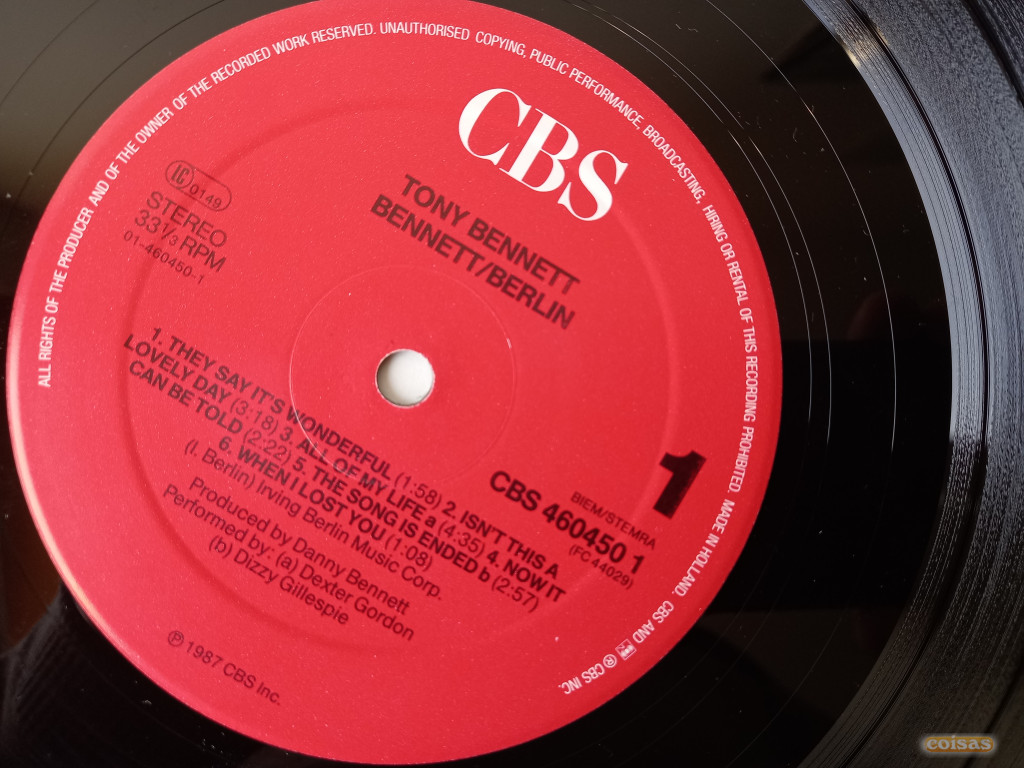 ALL RIGHTS OF THE PRODUCER AND OF THE OWNER OF THE RECORDED WORK RESERVED. UNAUTHORISED COPYING, PUBLIC PERFORMANCE, BROADCASTING, HIRING OR RENTAL OF THIS RECORDING PROHIBITED. MADE IN HOLLAND. CBS AND ® CBS INC.
CBS
TONY BENNETT
BENNETT/BERLIN
LC 0149
STEREO
33 1/3 RPM
01-460450-1
1. THEY SAY IT'S WONDERFUL (1:58) 2. ISN'T THIS A
LOVELY DAY (3:18) 3. ALL OF MY LIFE a (4:35) 4. NOW IT
CAN BE TOLD (2:22) 5. THE SONG IS ENDED b (2:57)
6. WHEN I LOST YOU (1:08)
(I. Berlin) Irving Berlin Music Corp.
Produced by Danny Bennett
Performed by: (a) Dexter Gordon
(b) Dizzy Gillespie
1
BIEM/STEMRA
CBS 460450 1
(FC 44029)
℗ 1987 CBS Inc.
coisas